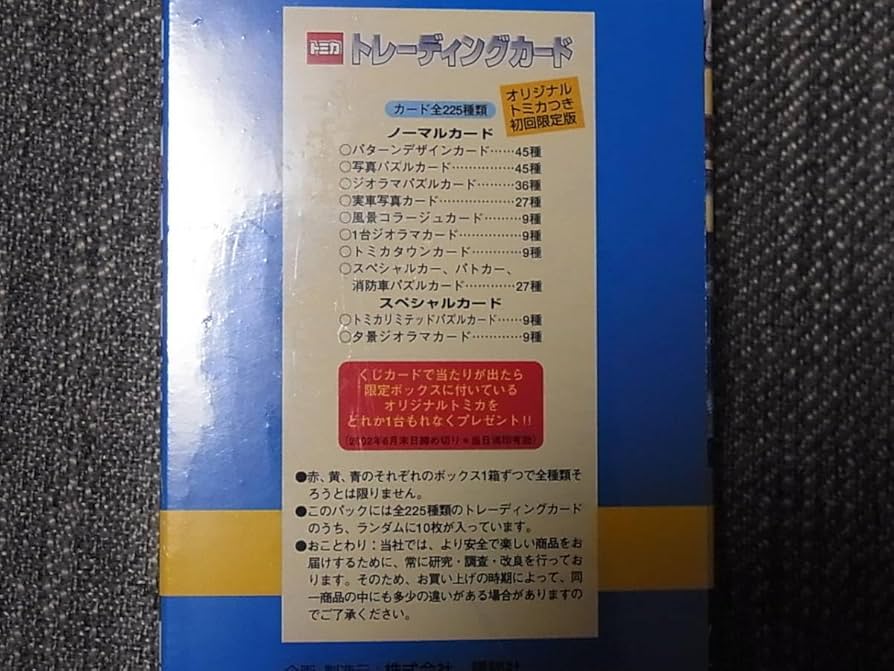 トミカ トレーディングカード
オリジナル
トミカつき
初回限定版
カード全225種類
ノーマルカード
○パターンデザインカード……45種
○写真パズルカード……………45種
○ジオラマパズルカード………36種
○実車写真カード………………27種
○風景コラージュカード………9種
○1台ジオラマカード……………9種
○トミカタウンカード……………9種
○スペシャルカー、パトカー、
消防車パズルカード…………27種
スペシャルカード
○トミカリミテッドパズルカード……9種
○夕景ジオラマカード……………9種
くじカードで当たりが出たら
限定ボックスに付いている
オリジナルトミカを
どれか1台もれなくプレゼント!!
(2002年6月末日締め切り※当日消印有効)
●赤、黄、青のそれぞれのボックス1箱ずつで全種類そ
ろうとは限りません。
●このパックには全225種類のトレーディングカード
のうち、ランダムに10枚が入っています。
●おことわり:当社では、より安全で楽しい商品をお
届けするために、常に研究・調査・改良を行ってお
ります。そのため、お買い上げの時期によって、同
一商品の中にも多少の違いがある場合がありますの
でご了承ください。